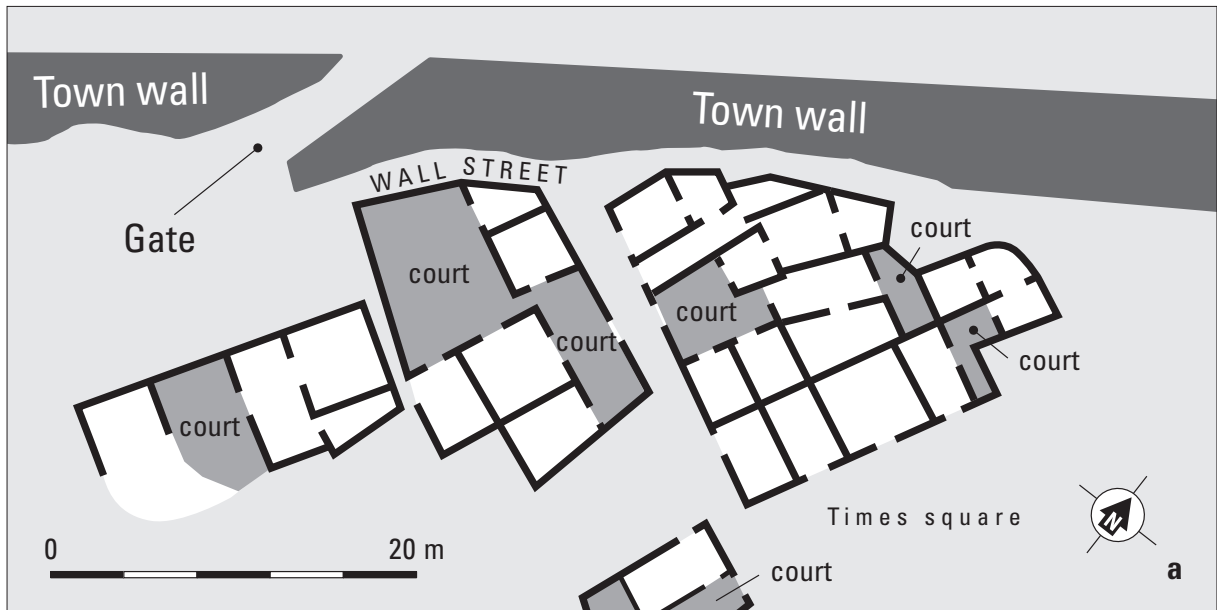 Town wall
Town wall
WALL STREET
Gate
court
court
court
court
court
court
court
Times square
N
0
20 m
court
a